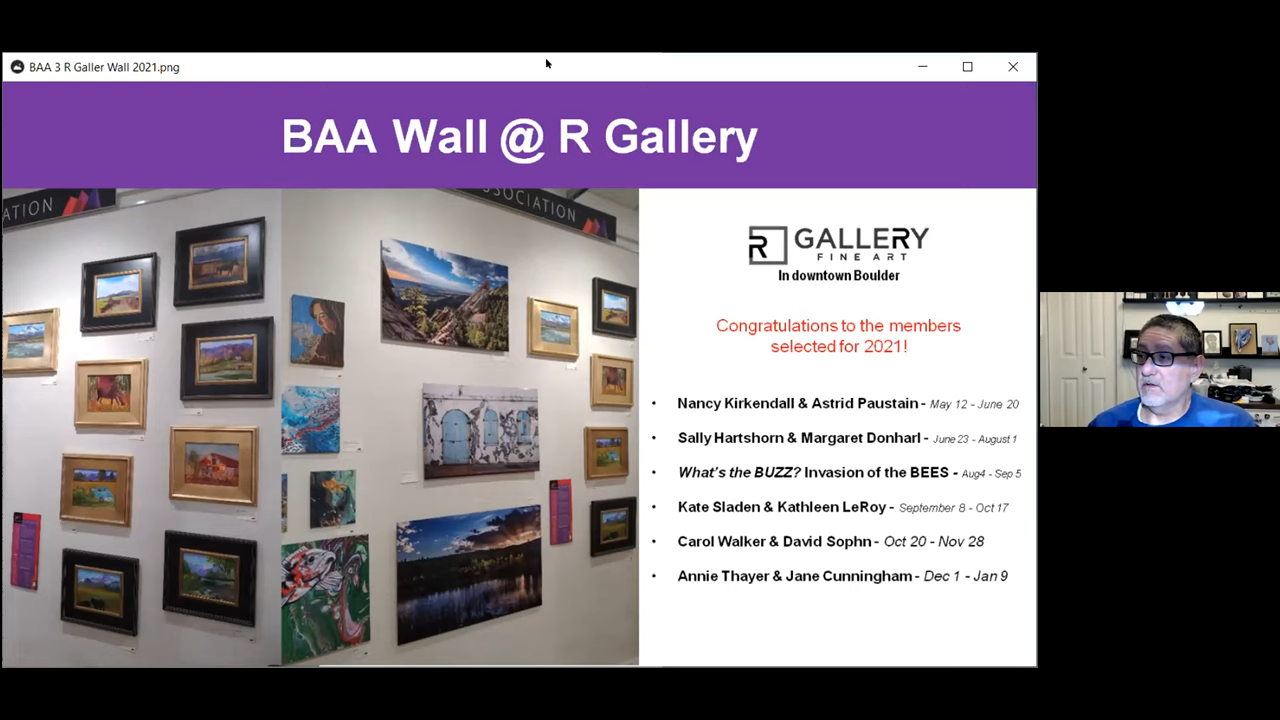 BAA 3 R Galler Wall 2021.png
BAA Wall @ R Gallery
ATION
SOCIATION
R GALLERY
FINE ART
In downtown Boulder
Congratulations to the members
selected for 2021!
• Nancy Kirkendall & Astrid Paustain - May 12 - June 20
• Sally Hartshorn & Margaret Donharl - June 23 - August 1
• What's the BUZZ? Invasion of the BEES - Aug4 - Sep 5
• Kate Sladen & Kathleen LeRoy - September 8 - Oct 17
• Carol Walker & David Sophn - Oct 20 - Nov 28
• Annie Thayer & Jane Cunningham - Dec 1 - Jan 9